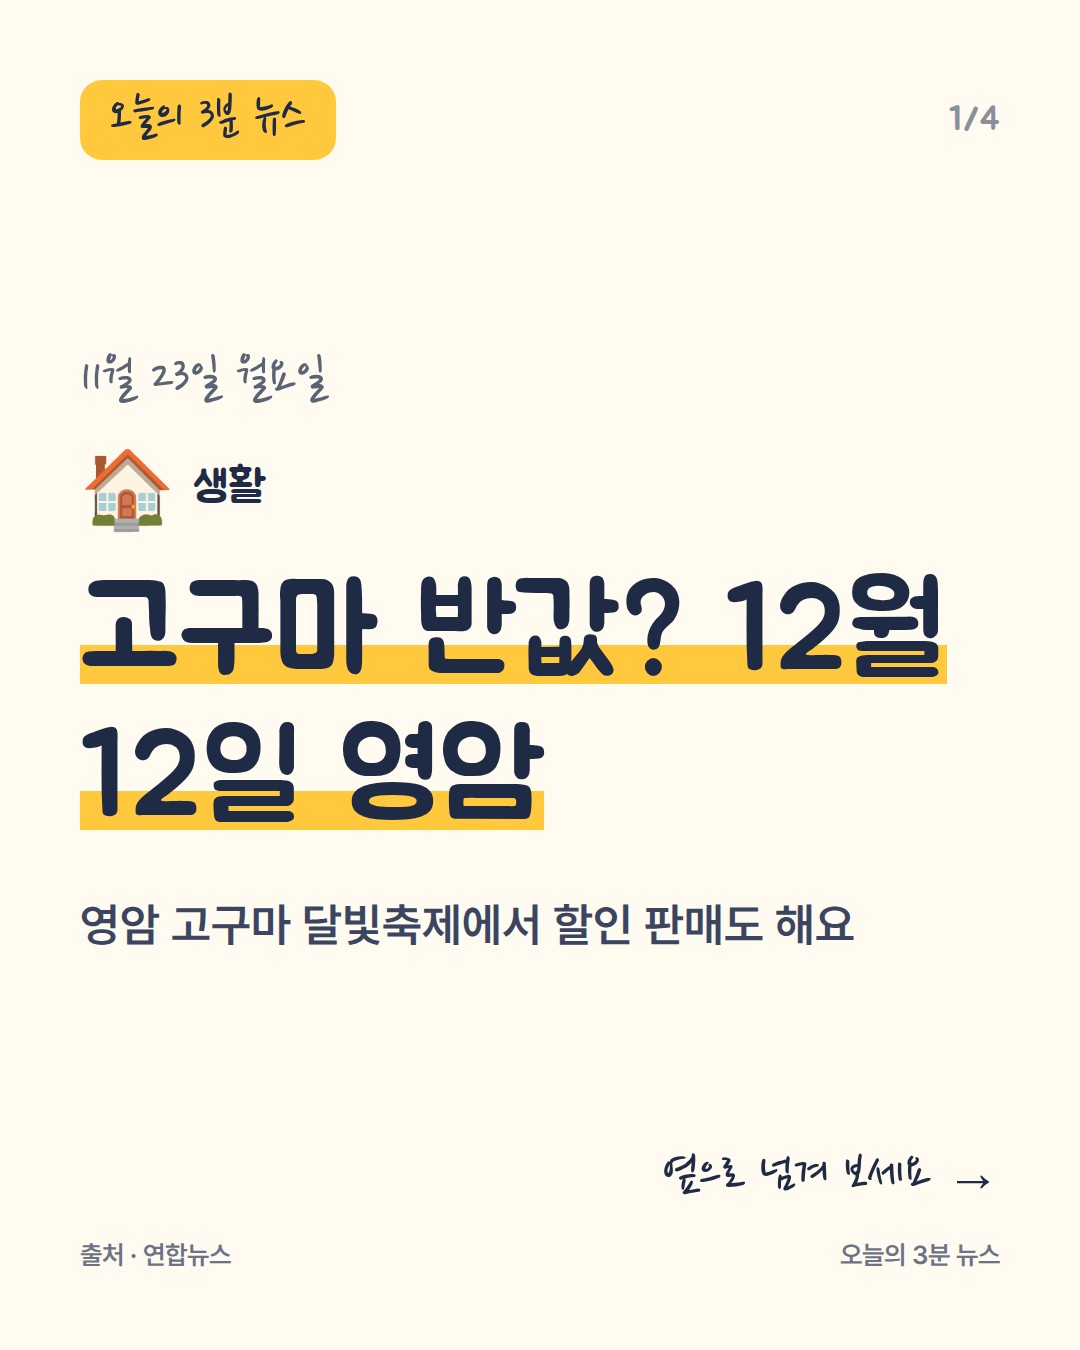 오늘의 3분 뉴스
1/4
11월 23일 월요일
생활
고구마 반값? 12월
12일 영암
영암 고구마 달빛축제에서 할인 판매도 해요
옆으로 넘겨 보세요 →
출처 · 연합뉴스
오늘의 3분 뉴스